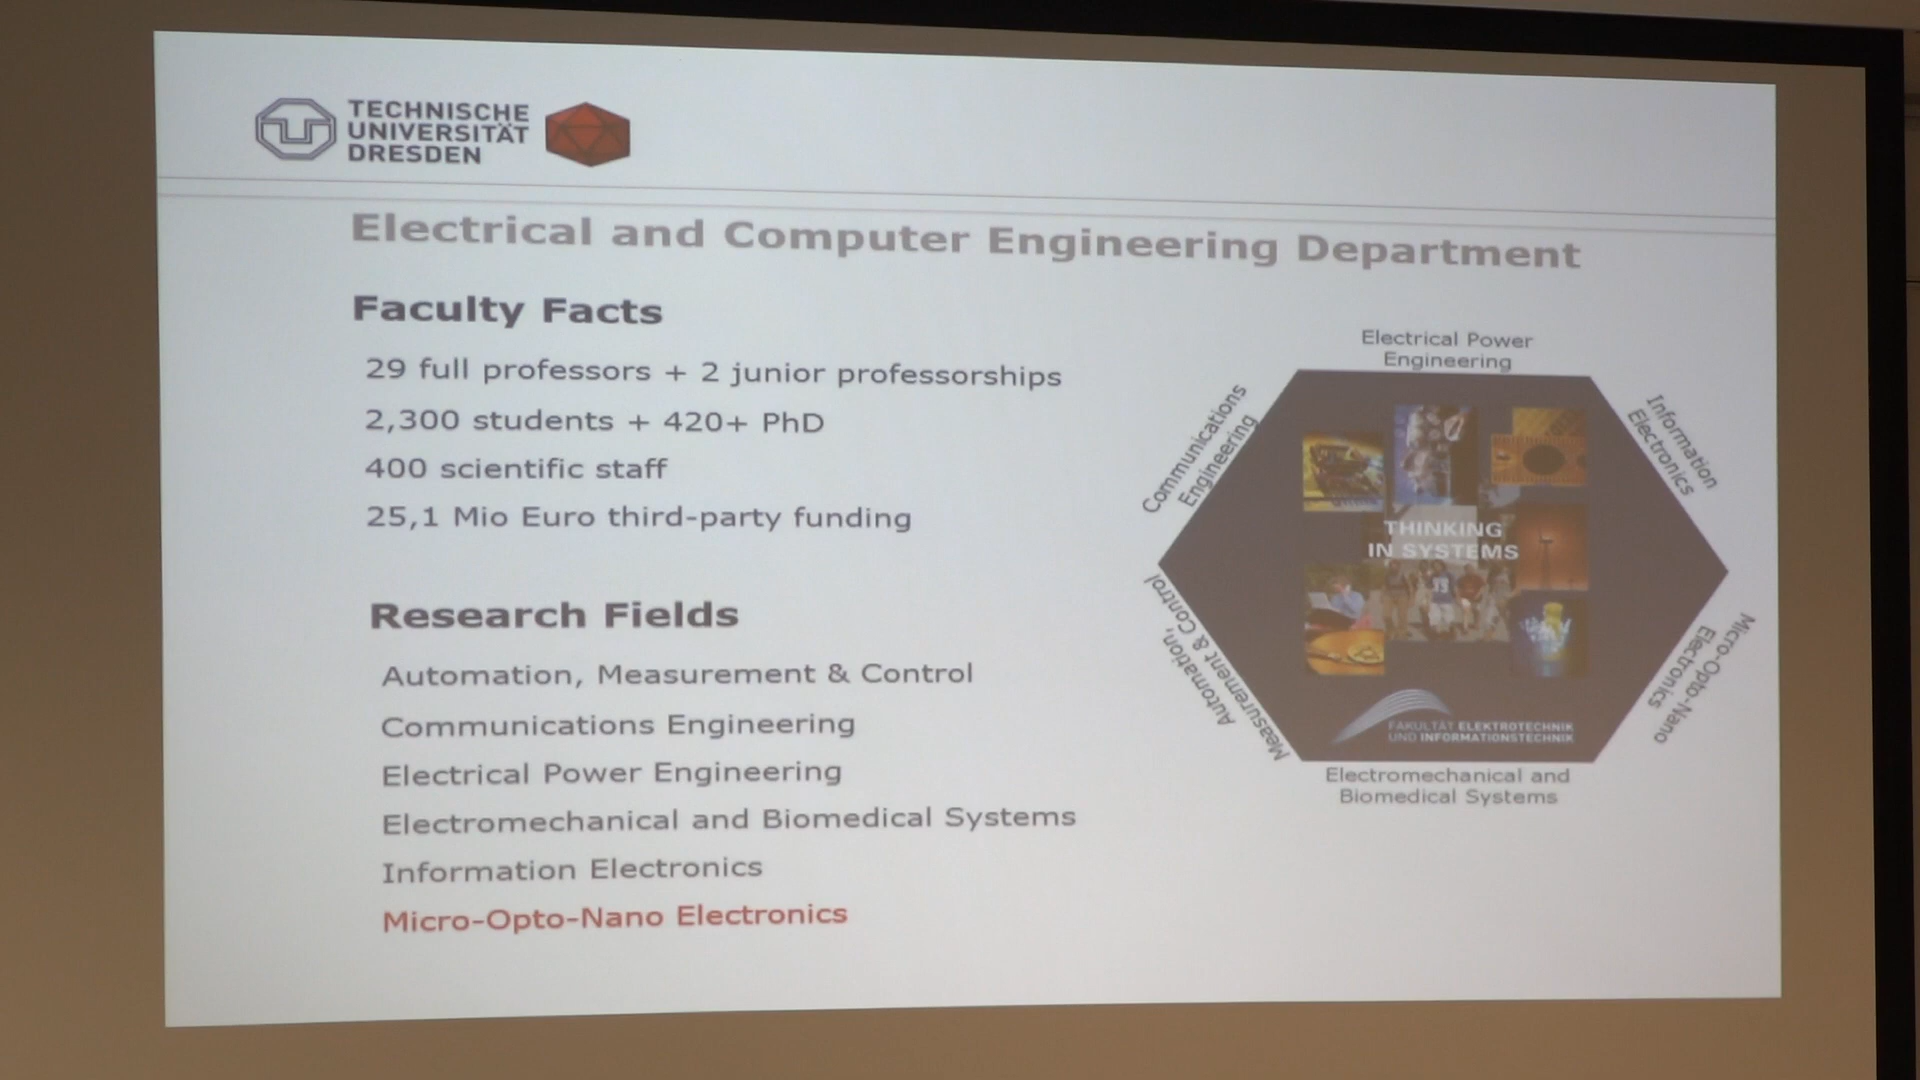 TECHNISCHE
UNIVERSITÄT
DRESDEN
Electrical and Computer Engineering Department
Faculty Facts
29 full professors + 2 junior professorships
2,300 students + 420+ PhD
400 scientific staff
25,1 Mio Euro third-party funding
Research Fields
Automation, Measurement & Control
Communications Engineering
Electrical Power Engineering
Electromechanical and Biomedical Systems
Information Electronics
Micro-Opto-Nano Electronics
Electrical Power
Engineering
Communications
Engineering
Information
Electronics
THINKING
IN SYSTEMS
Automation,
Measurement & Control
Micro-Opto-Nano
Electronics
FAKULTÄT ELEKTROTECHNIK
UND INFORMATIONSTECHNIK
Electromechanical and
Biomedical Systems